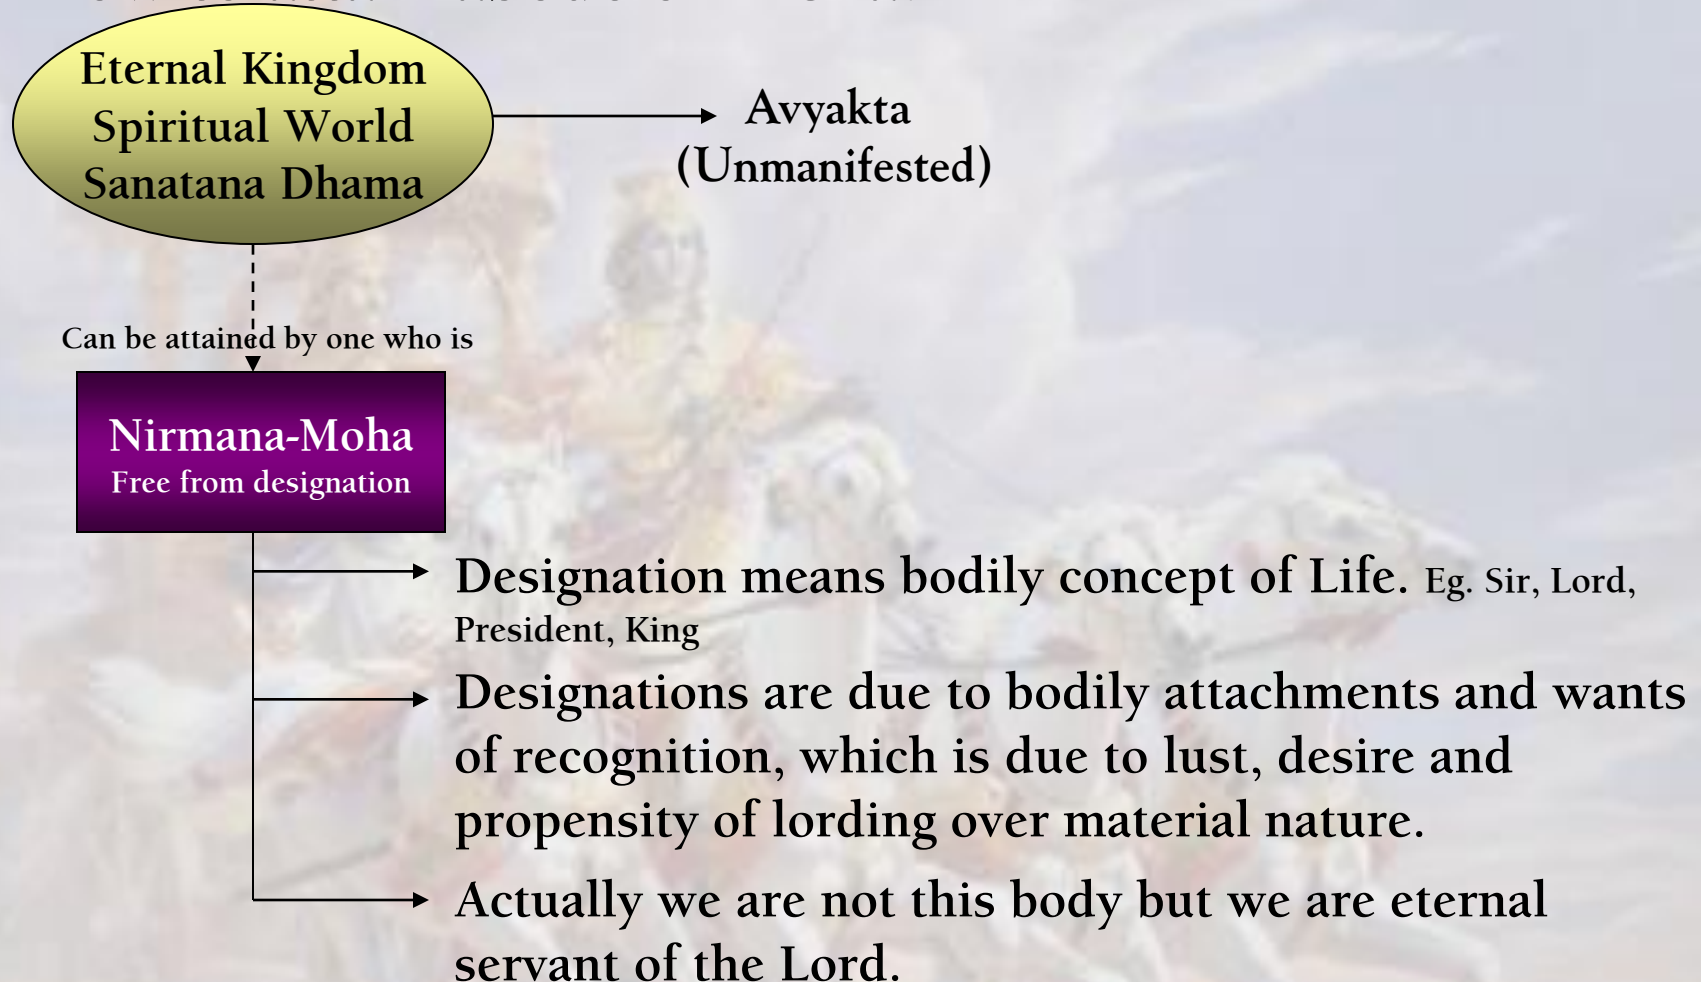 Eternal Kingdom
Spiritual World
Sanatana Dhama
Avyakta
(Unmanifested)
Can be attained by one who is
Nirmana-Moha
Free from designation
Designation means bodily concept of Life. Eg. Sir, Lord,
President, King
Designations are due to bodily attachments and wants
of recognition, which is due to lust, desire and
propensity of lording over material nature.
Actually we are not this body but we are eternal
servant of the Lord.